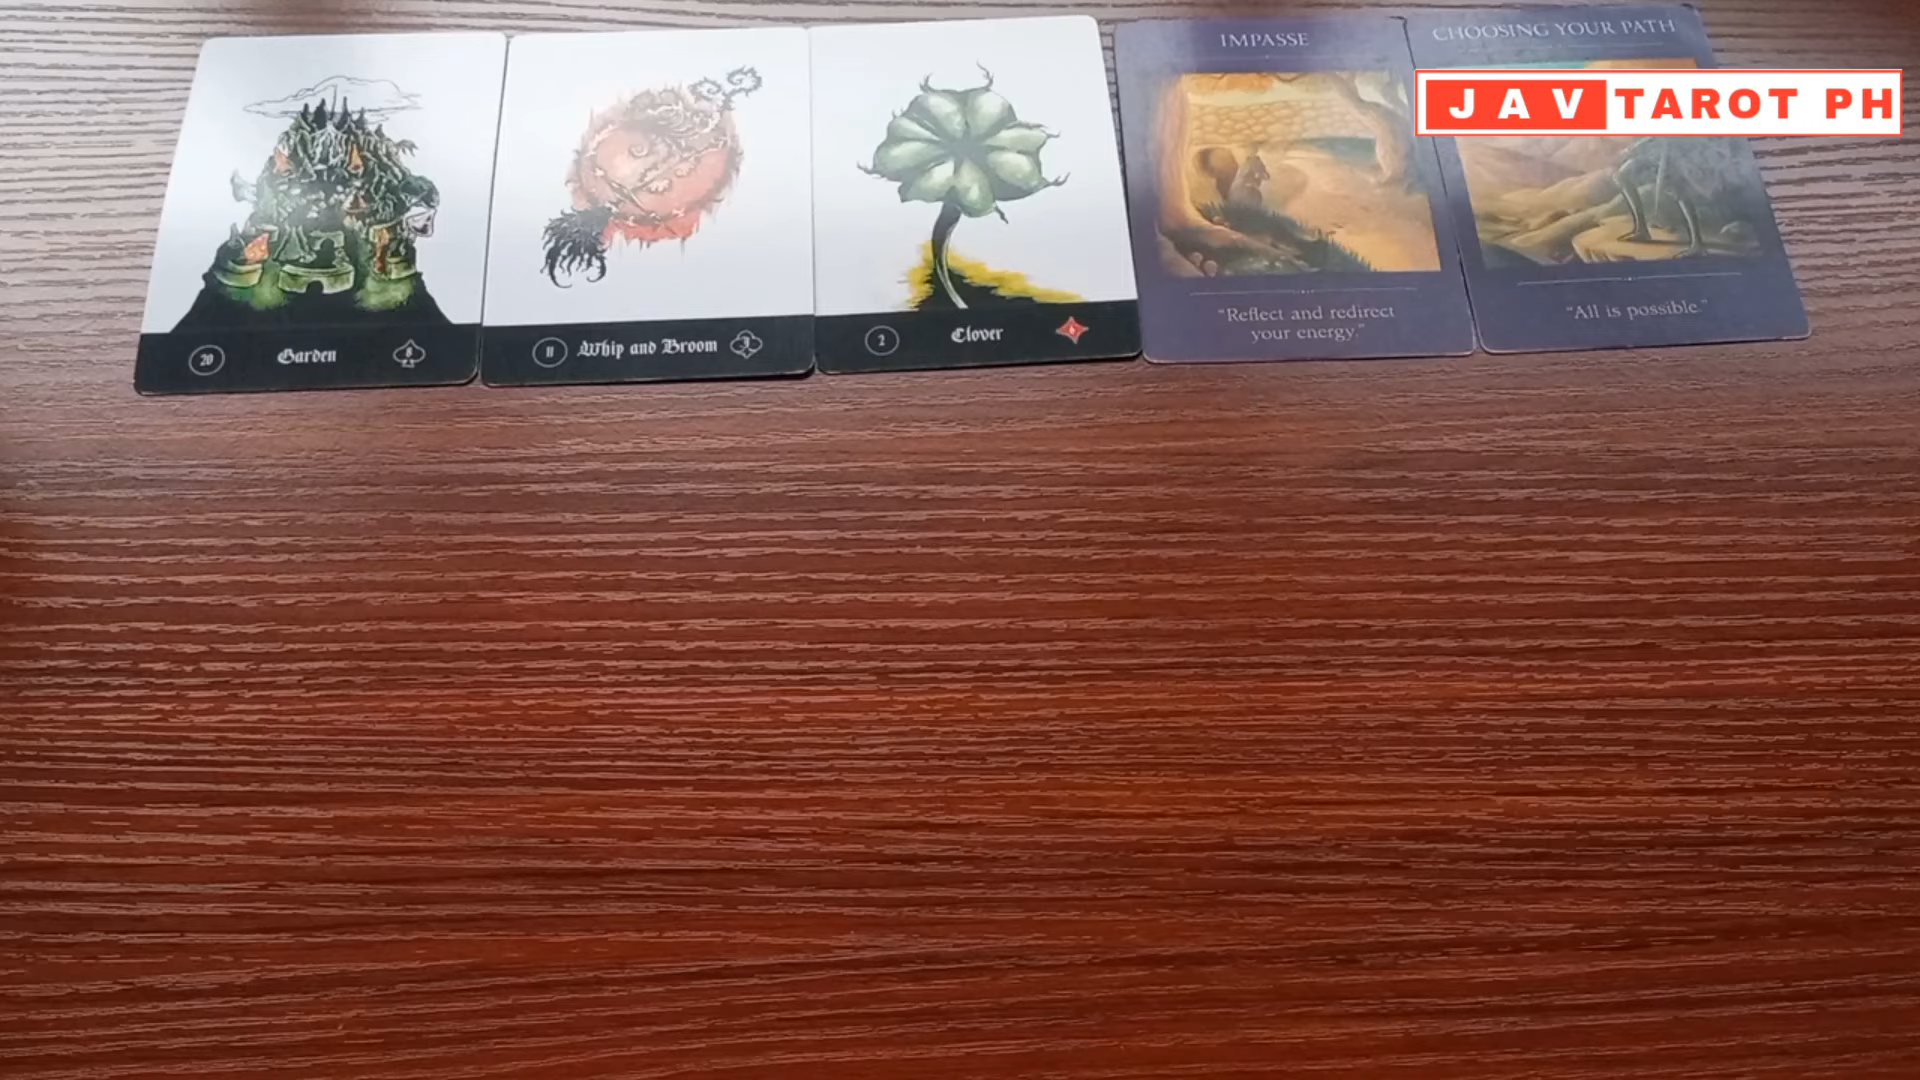 IMPASSE
CHOOSING YOUR PATH
JAV TAROT PH
"Reflect and redirect
your energy."
"All is possible."
20 Garden 8
11 Whip and Broom
2 Clover 6